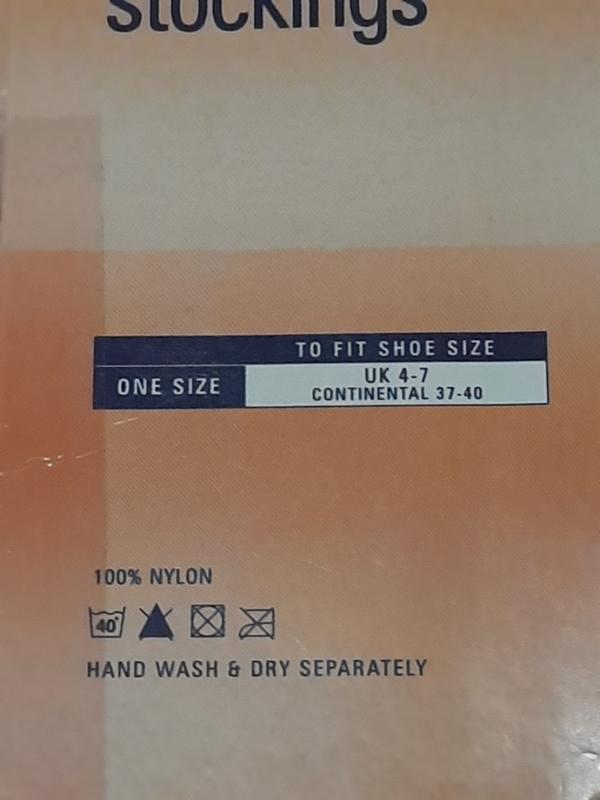 stockings
TO FIT SHOE SIZE
ONE SIZE
UK 4-7
CONTINENTAL 37-40
100% NYLON
40°
HAND WASH & DRY SEPARATELY